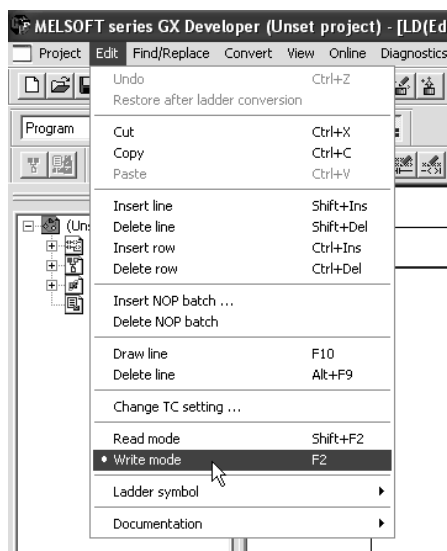 MELSOFT series GX Developer (Unset project) - [LD(Ed
Project Edit Find/Replace Convert View Online Diagnostics
Undo Ctrl+Z
Restore after ladder conversion
Program
Cut Ctrl+X
Copy Ctrl+C
Paste Ctrl+V
Insert line Shift+Ins
Delete line Shift+Del
(Uns
Insert row Ctrl+Ins
Delete row Ctrl+Del
Insert NOP batch ...
Delete NOP batch
Draw line F10
Delete line Alt+F9
Change TC setting ...
Read mode Shift+F2
• Write mode F2
Ladder symbol
Documentation